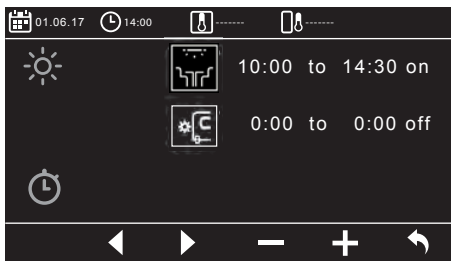 01.06.17 14:00 ------- -------
10:00 to 14:30 on
0:00 to 0:00 off